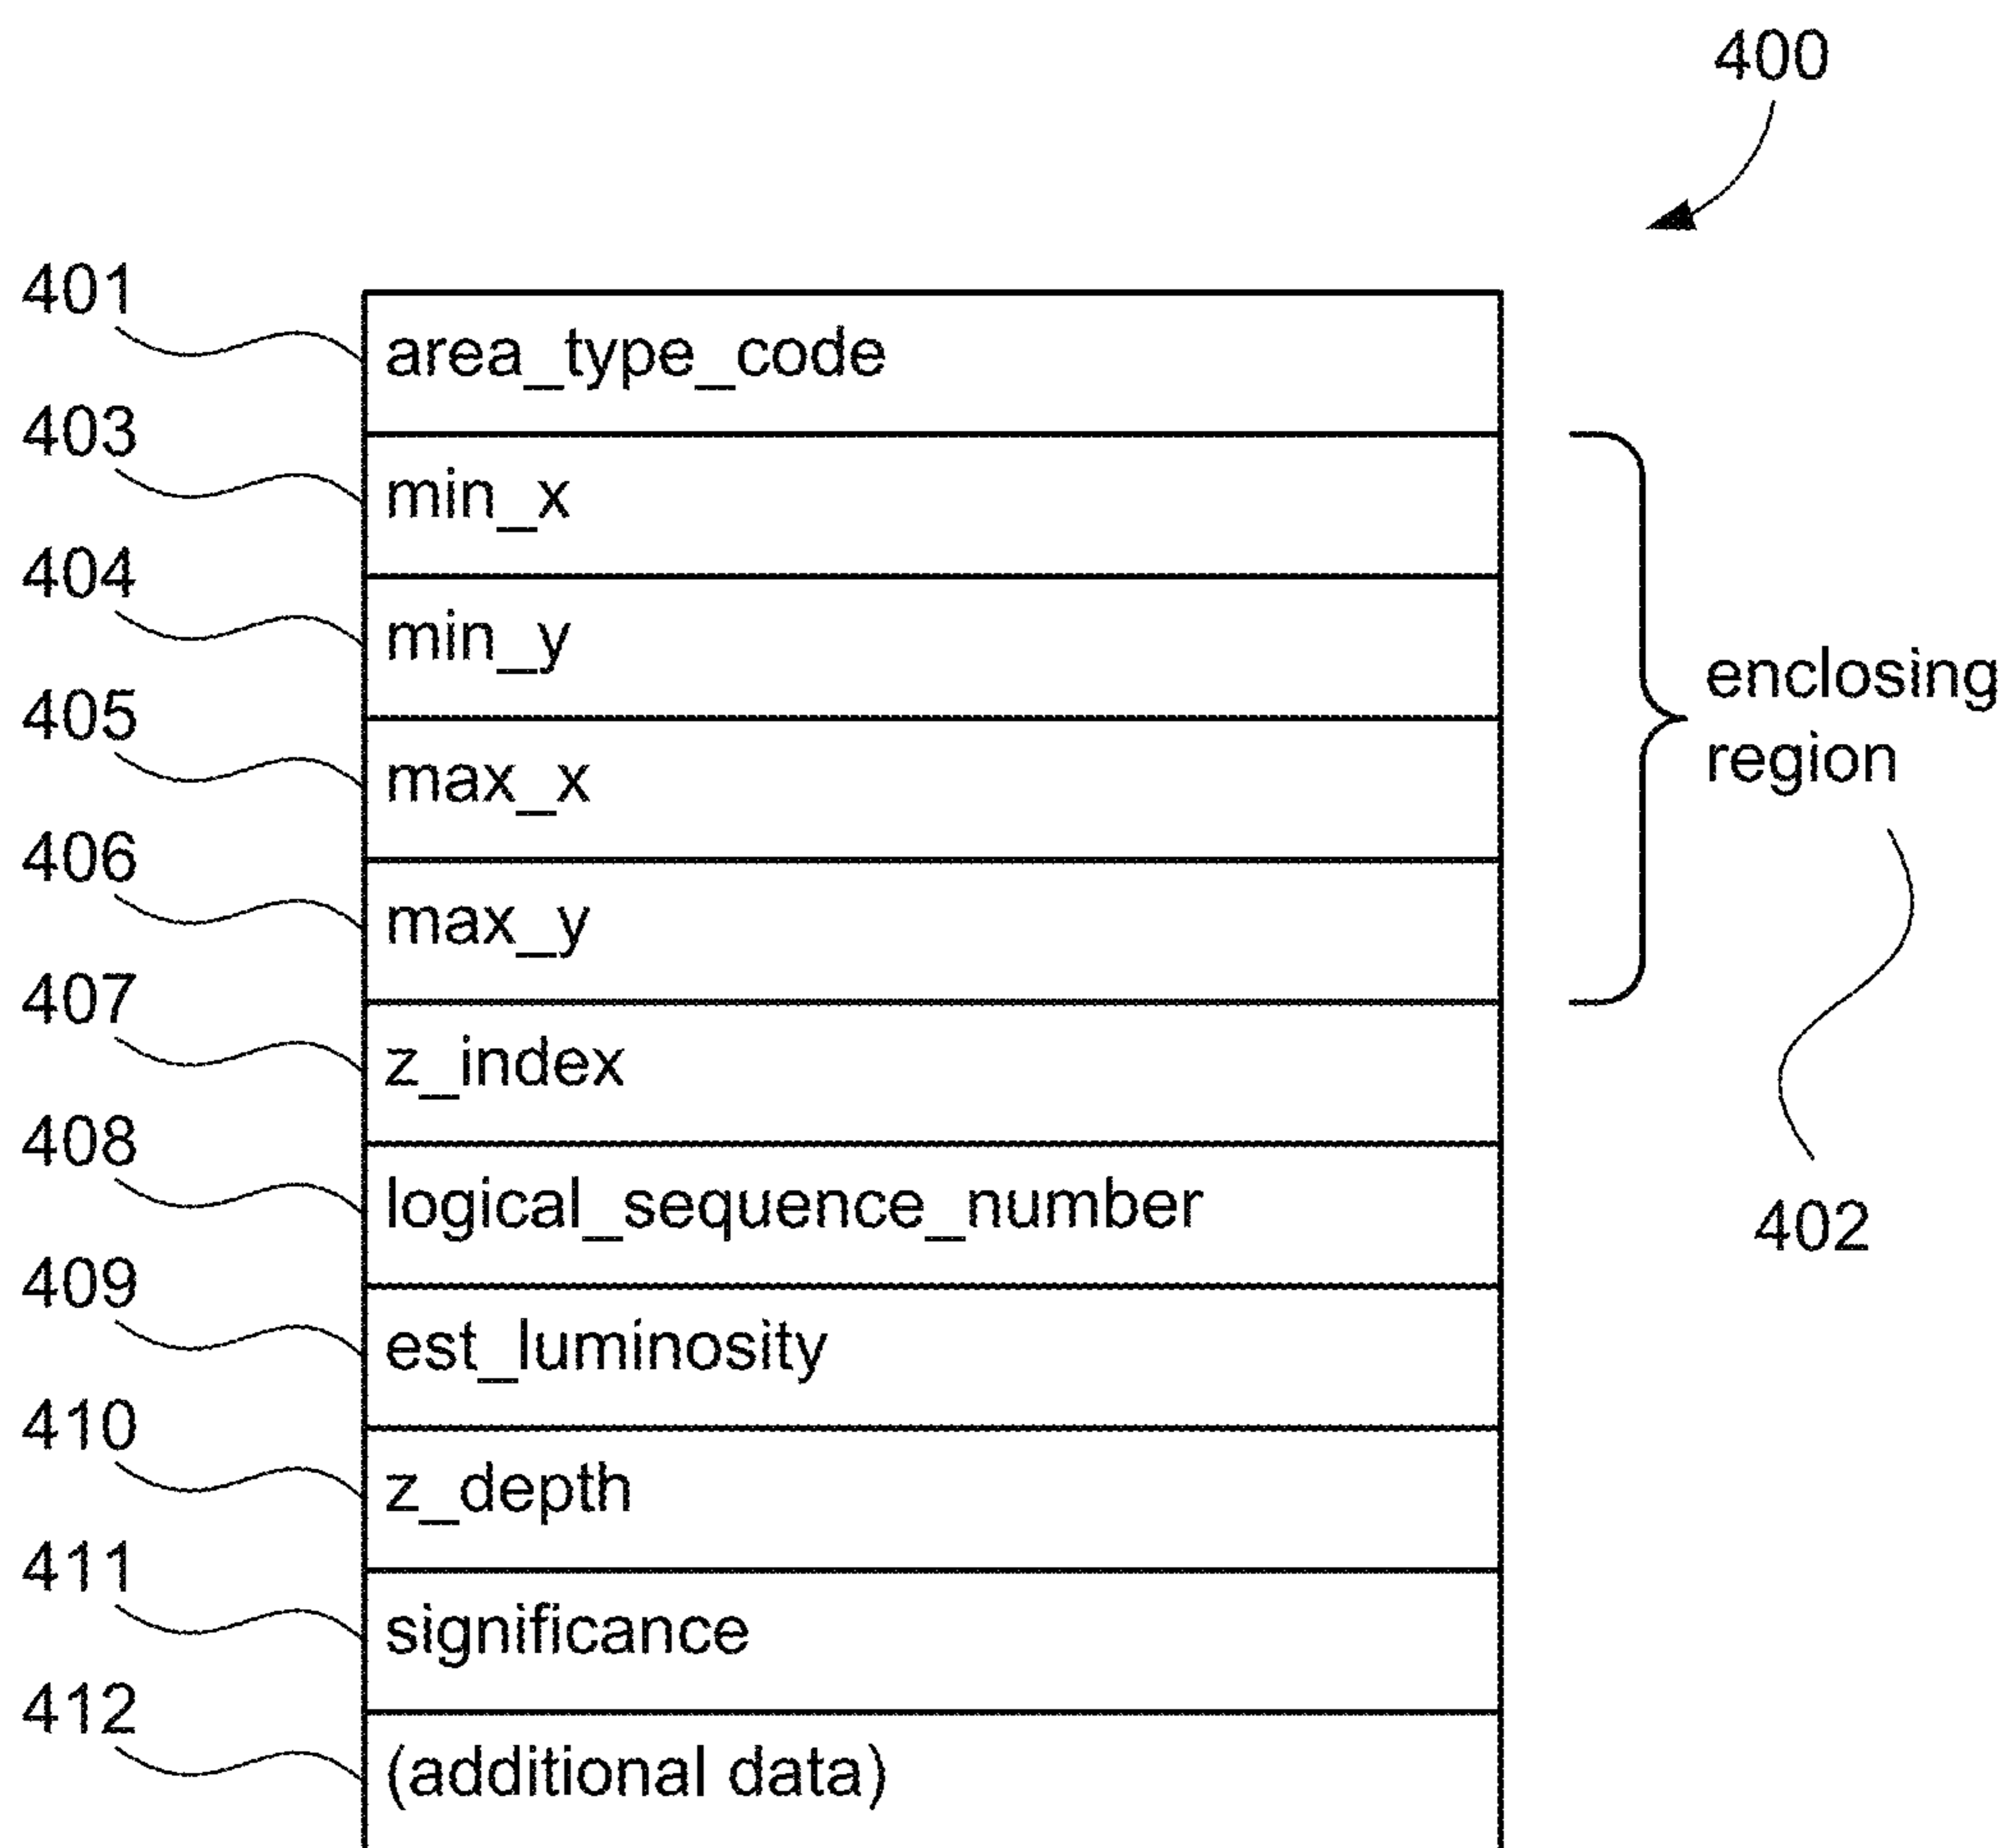 400
401
area_type_code
403
min_x
404
min_y
enclosing
region
405
max_x
406
max_y
407
z_index
408
logical_sequence_number
402
409
est_luminosity
410
z_depth
411
significance
412
(additional data)